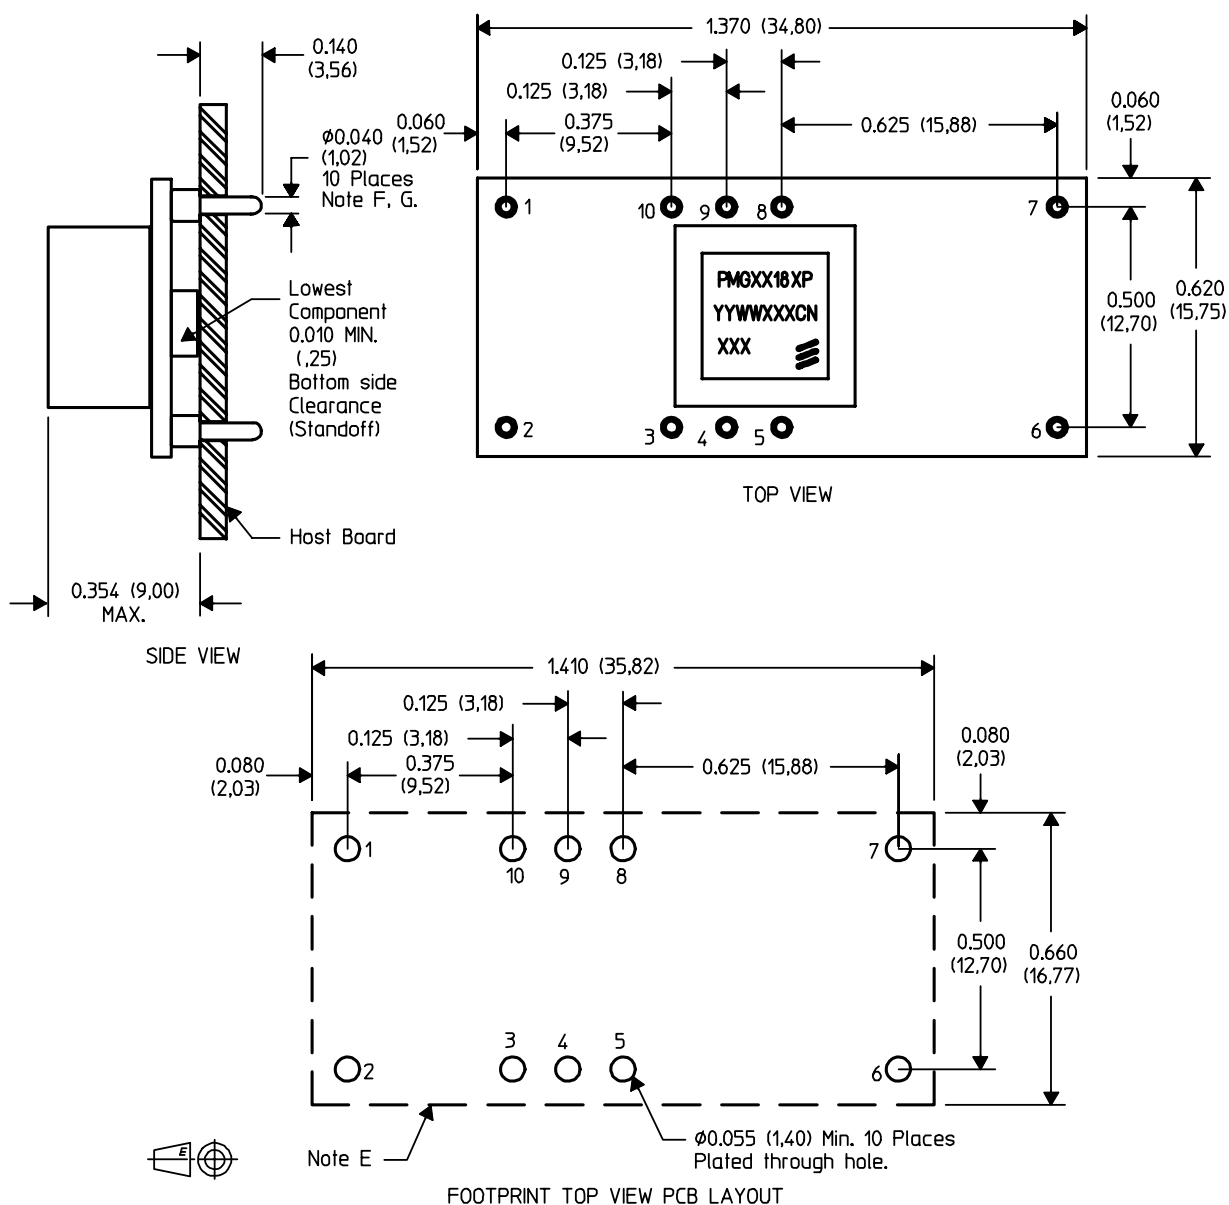 0.140
(3,56)
ø0.040
(1,02)
10 Places
Note F, G.
Lowest
Component
0.010 MIN.
(,25)
Bottom side
Clearance
(Standoff)
Host Board
0.354 (9,00)
MAX.
SIDE VIEW
1.370 (34,80)
0.125 (3,18)
0.125 (3,18)
0.060
(1,52)
0.375
(9,52)
0.625 (15,88)
0.060
(1,52)
1
10
9
8
7
PMGXX18XP
YYWWXXXCN
XXX
0.500
(12,70)
0.620
(15,75)
2
3
4
5
6
TOP VIEW
1.410 (35,82)
0.125 (3,18)
0.125 (3,18)
0.080
(2,03)
0.375
(9,52)
0.625 (15,88)
0.080
(2,03)
1
10
9
8
7
0.500
(12,70)
0.660
(16,77)
2
3
4
5
6
E
Note E
ø0.055 (1,40) Min. 10 Places
Plated through hole.
FOOTPRINT TOP VIEW PCB LAYOUT